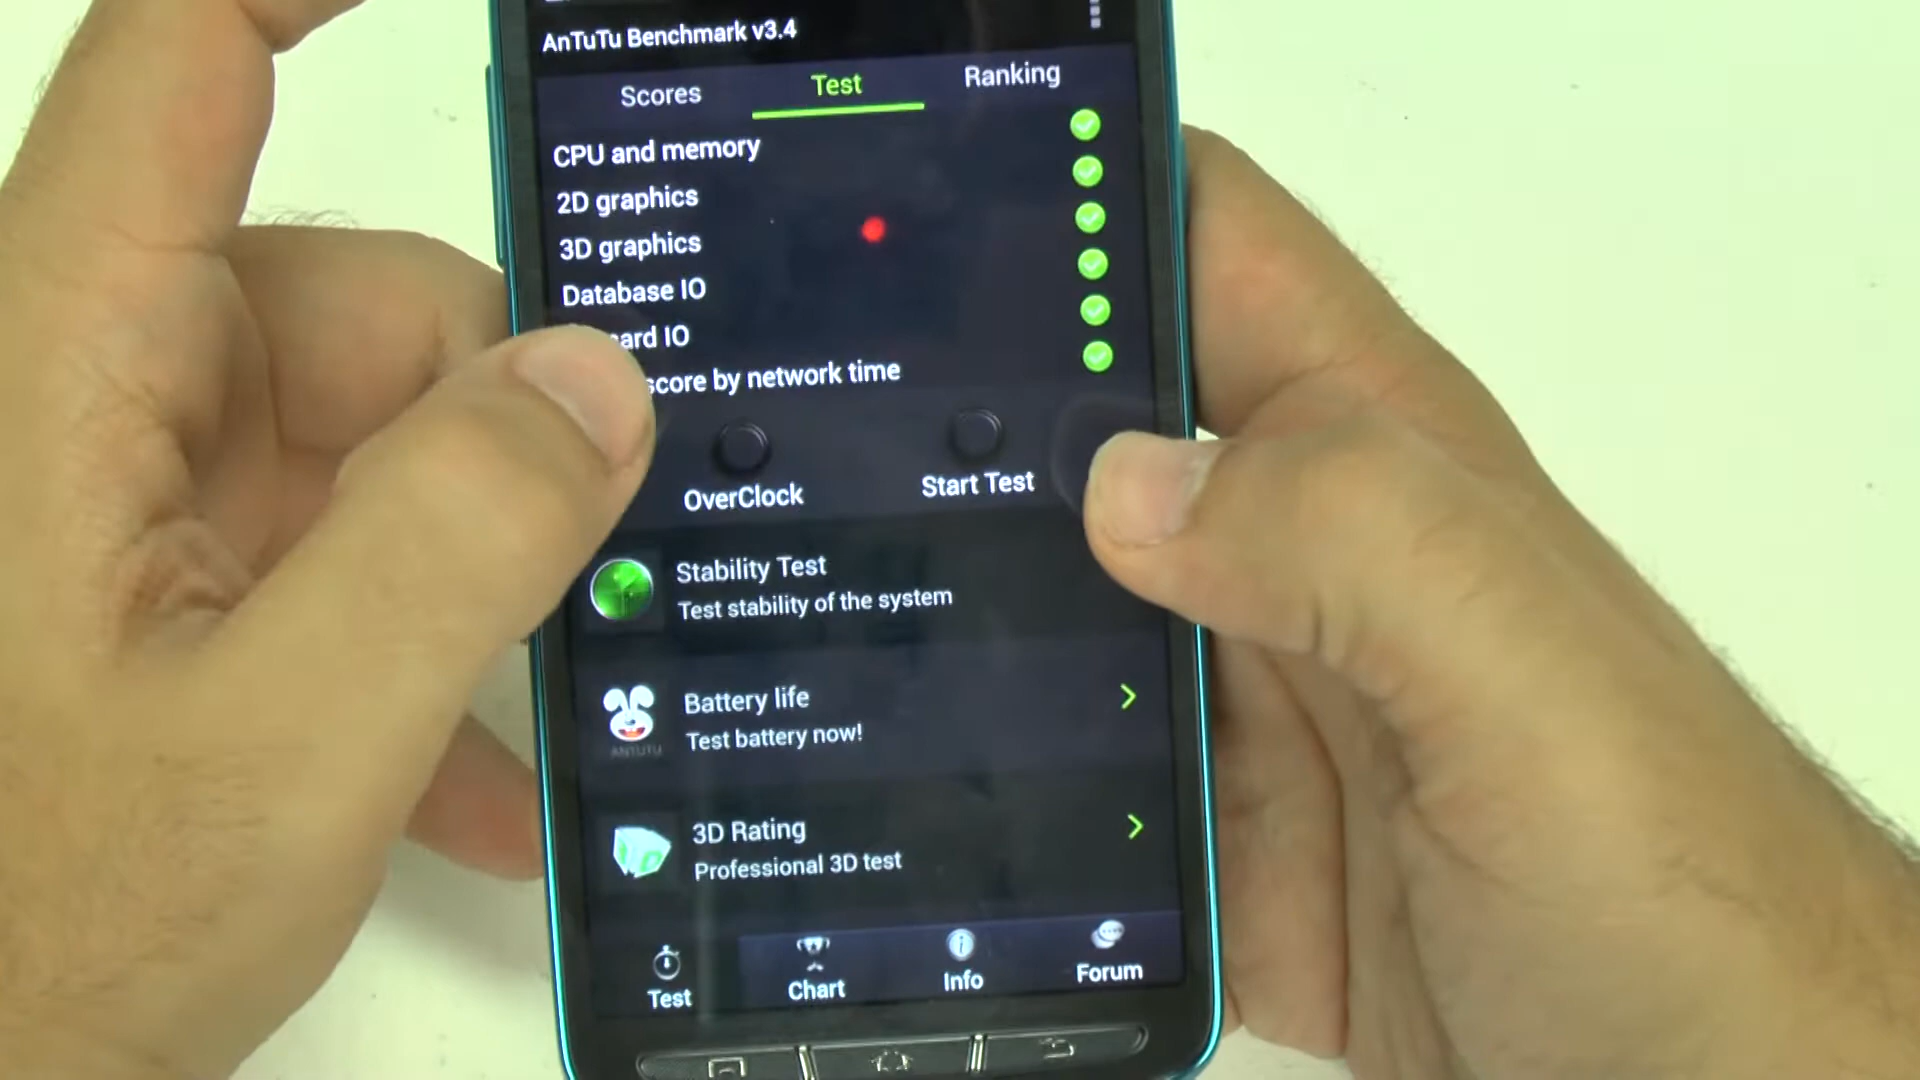 AnTuTu Benchmark v3.4
Scores Test Ranking
CPU and memory
2D graphics
3D graphics
Database IO
IO
score by network time
OverClock Start Test
Stability Test
Test stability of the system
Battery life
Test battery now!
ANTUTU
3D Rating
Professional 3D test
Test Chart Info Forum